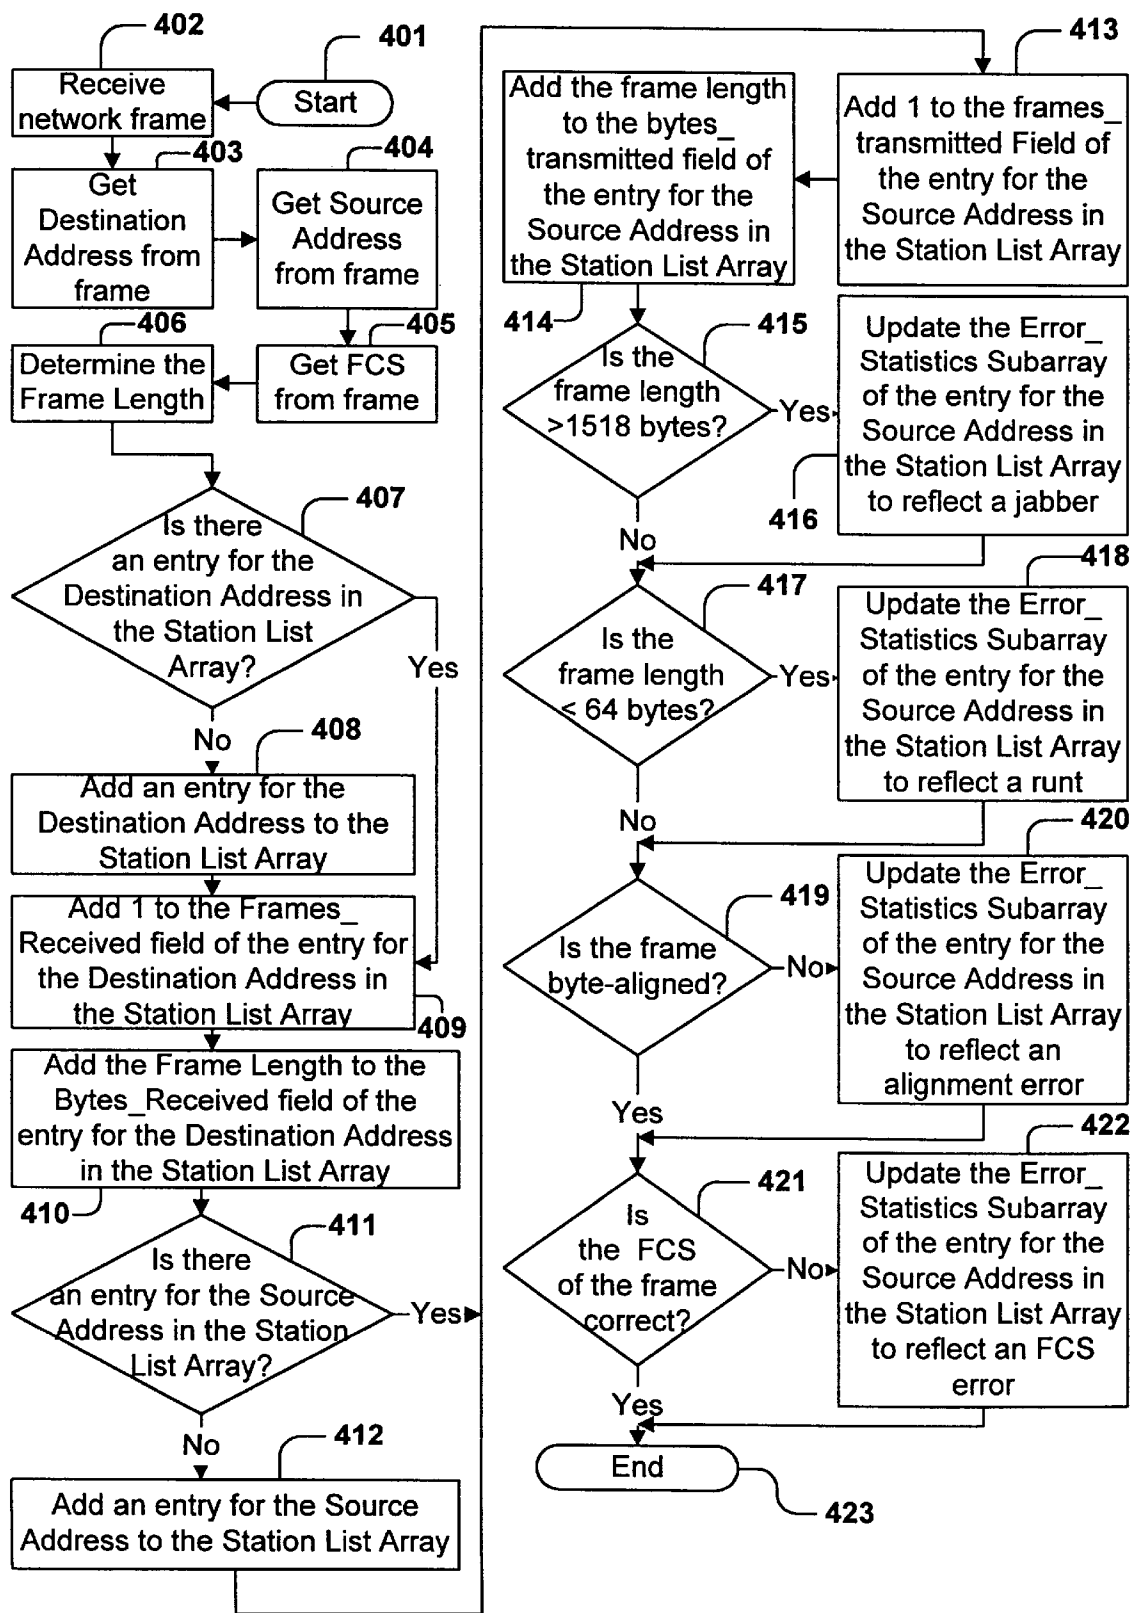 402
401
Receive
network frame
Start
403
404
Get
Destination
Address from
frame
Get Source
Address
from frame
406
405
Determine the
Frame Length
Get FCS
from frame
407
Is there
an entry for the
Destination Address in
the Station List
Array?
Yes
No
408
Add an entry for the
Destination Address to the
Station List Array
Add 1 to the Frames_
Received field of the entry for
the Destination Address in
the Station List Array
409
Add the Frame Length to the
Bytes_Received field of the
entry for the Destination Address
in the Station List Array
410
411
Is there
an entry for the Source
Address in the Station
List Array?
Yes
No
412
Add an entry for the Source
Address to the Station List Array
413
Add 1 to the frames_
transmitted Field of
the entry for the
Source Address in
the Station List Array
Add the frame length
to the bytes_
transmitted field of
the entry for the
Source Address in
the Station List Array
414
415
Is the
frame length
>1518 bytes?
Yes
Update the Error_
Statistics Subarray
of the entry for the
Source Address in
the Station List Array
to reflect a jabber
416
No
417
418
Is the
frame length
< 64 bytes?
Yes
Update the Error_
Statistics Subarray
of the entry for the
Source Address in
the Station List Array
to reflect a runt
No
419
420
Is the frame
byte-aligned?
No
Update the Error_
Statistics Subarray
of the entry for the
Source Address in
the Station List Array
to reflect an
alignment error
Yes
421
422
Is
the FCS
of the frame
correct?
No
Update the Error_
Statistics Subarray
of the entry for the
Source Address in
the Station List Array
to reflect an FCS
error
Yes
End
423